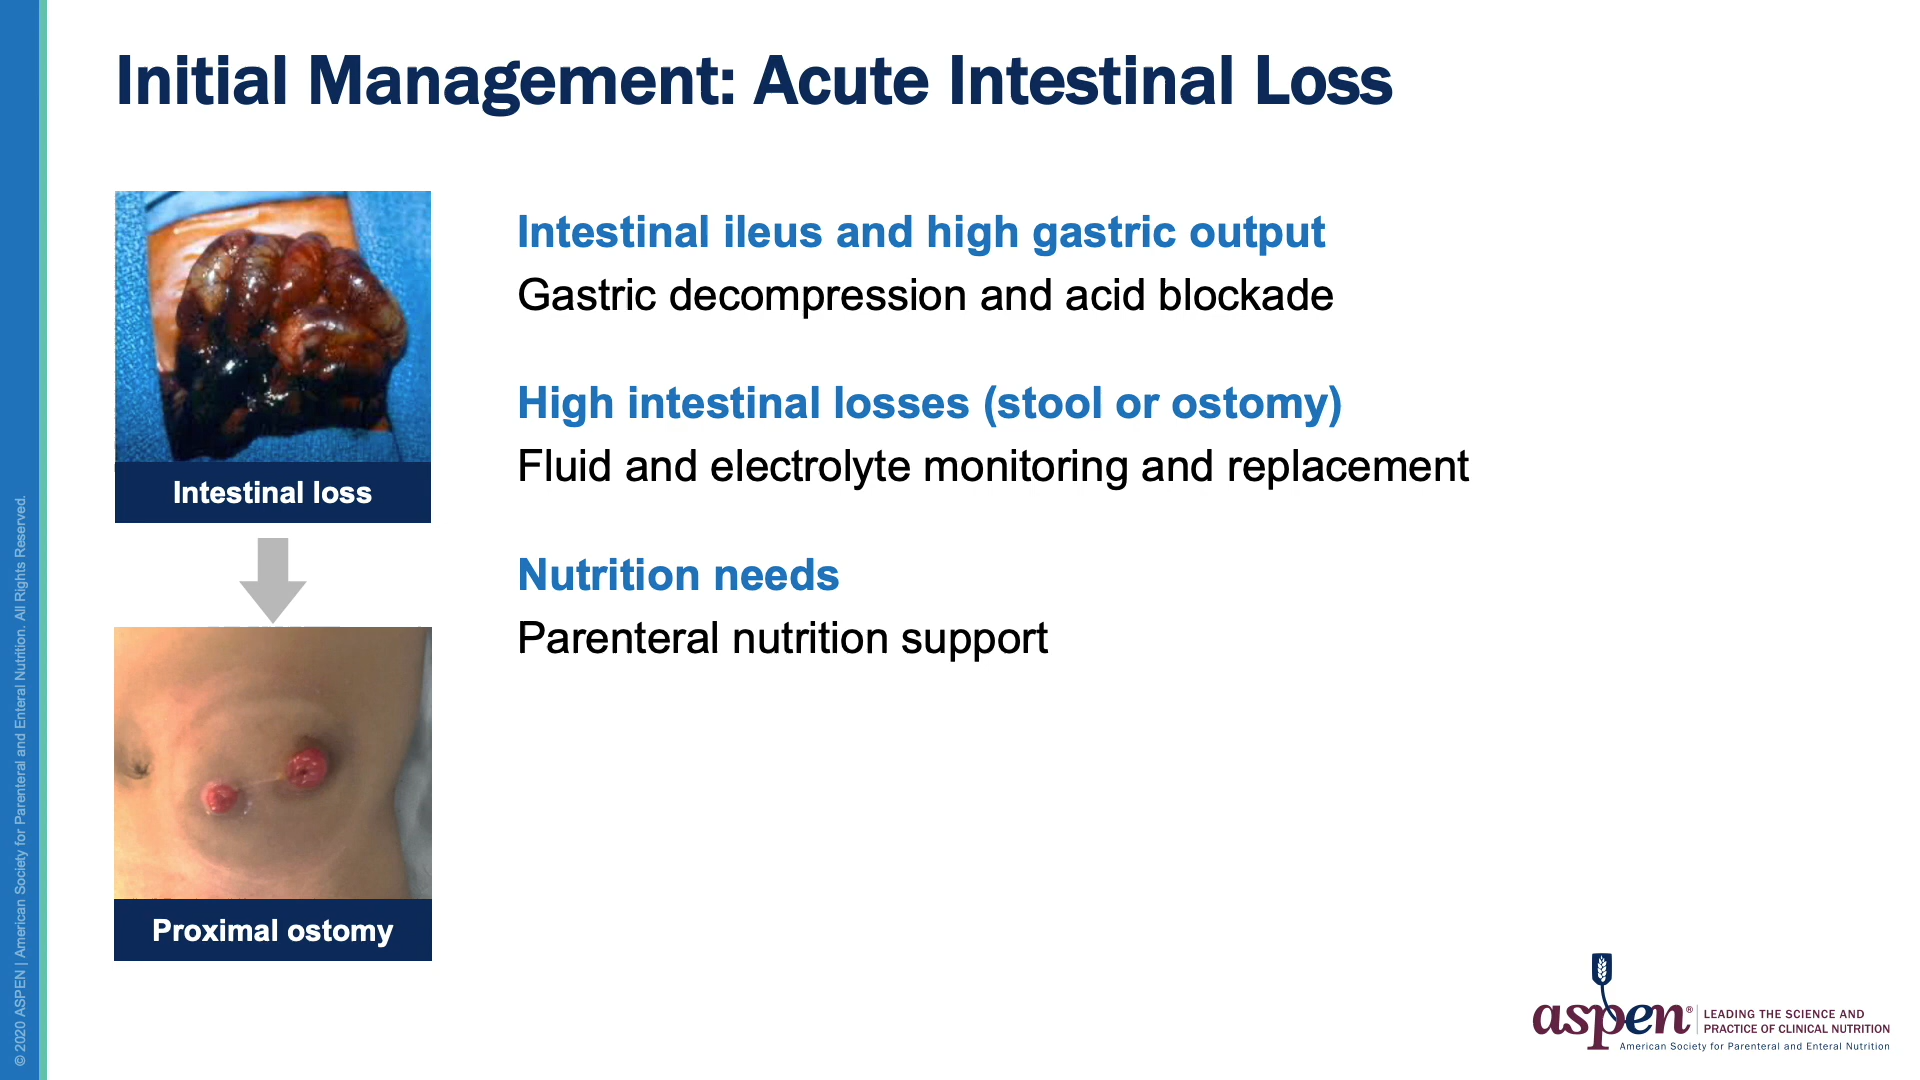 Initial Management: Acute Intestinal Loss
Intestinal loss
Proximal ostomy
Intestinal ileus and high gastric output
Gastric decompression and acid blockade
High intestinal losses (stool or ostomy)
Fluid and electrolyte monitoring and replacement
Nutrition needs
Parenteral nutrition support
© 2020 ASPEN | American Society for Parenteral and Enteral Nutrition. All Rights Reserved.
aspen®
LEADING THE SCIENCE AND
PRACTICE OF CLINICAL NUTRITION
American Society for Parenteral and Enteral Nutrition